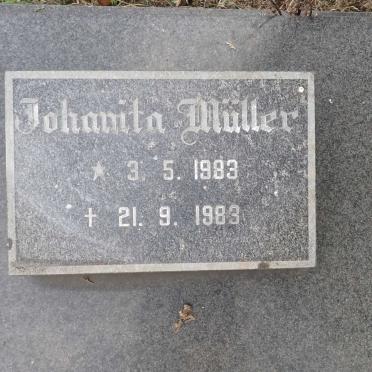 Johanita Müller
* 3. 5. 1983
† 21. 9. 1983